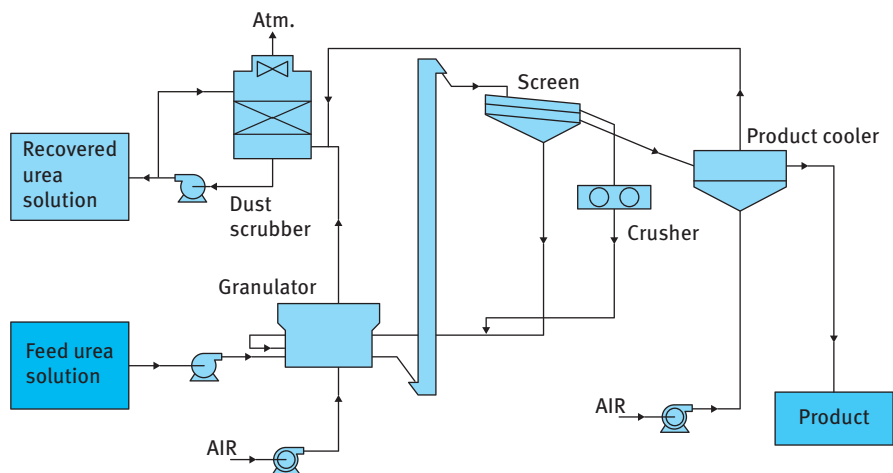 Atm.
Screen
Recovered
urea
solution
Product cooler
Dust
scrubber
Crusher
Granulator
Feed urea
solution
AIR
Product
AIR